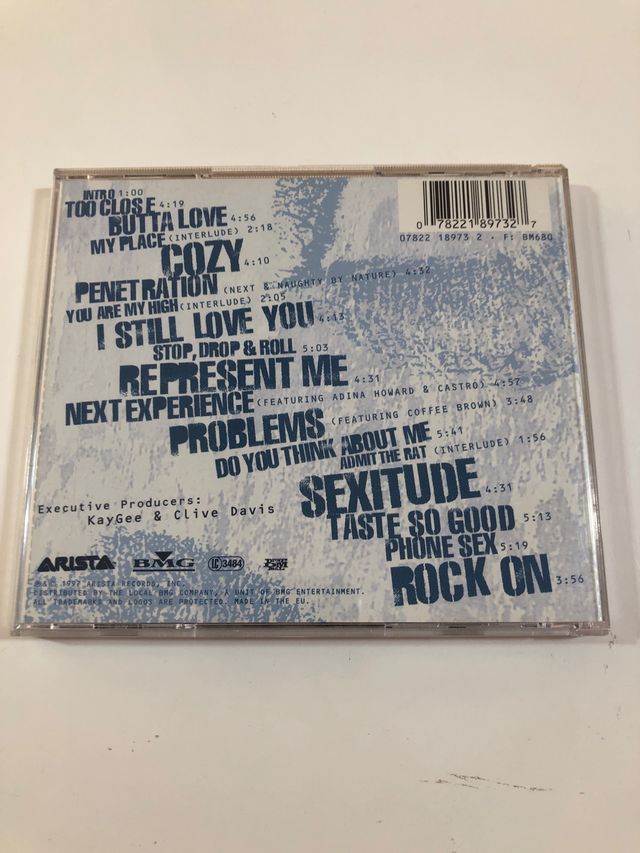 INTRO 1:00
TOO CLOSE 4:19
BUTTA LOVE 4:56
MY PLACE (INTERLUDE) 2:18
COZY 4:10
PENETRATION (NEXT & NAUGHTY BY NATURE) 4:32
YOU ARE MY HIGH (INTERLUDE) 2:05
I STILL LOVE YOU 4:13
STOP, DROP & ROLL 5:03
REPRESENT ME 4:31
NEXT EXPERIENCE (FEATURING ADINA HOWARD & CASTRO) 4:57
PROBLEMS (FEATURING COFFEE BROWN) 3:48
DO YOU THINK ABOUT ME 5:41
ADMIT THE RAT (INTERLUDE) 1:56
SEXITUDE 4:31
TASTE SO GOOD 5:13
PHONE SEX 5:19
ROCK ON 3:56
0 78221 89732 7
07822 18973 2 · F: BM680
Executive Producers:
KayGee & Clive Davis
ARISTA BMG LC 3484
℗ & © 1997 ARISTA RECORDS, INC.
DISTRIBUTED BY THE LOCAL BMG COMPANY, A UNIT OF BMG ENTERTAINMENT.
ALL TRADEMARKS AND LOGOS ARE PROTECTED. MADE IN THE EU.